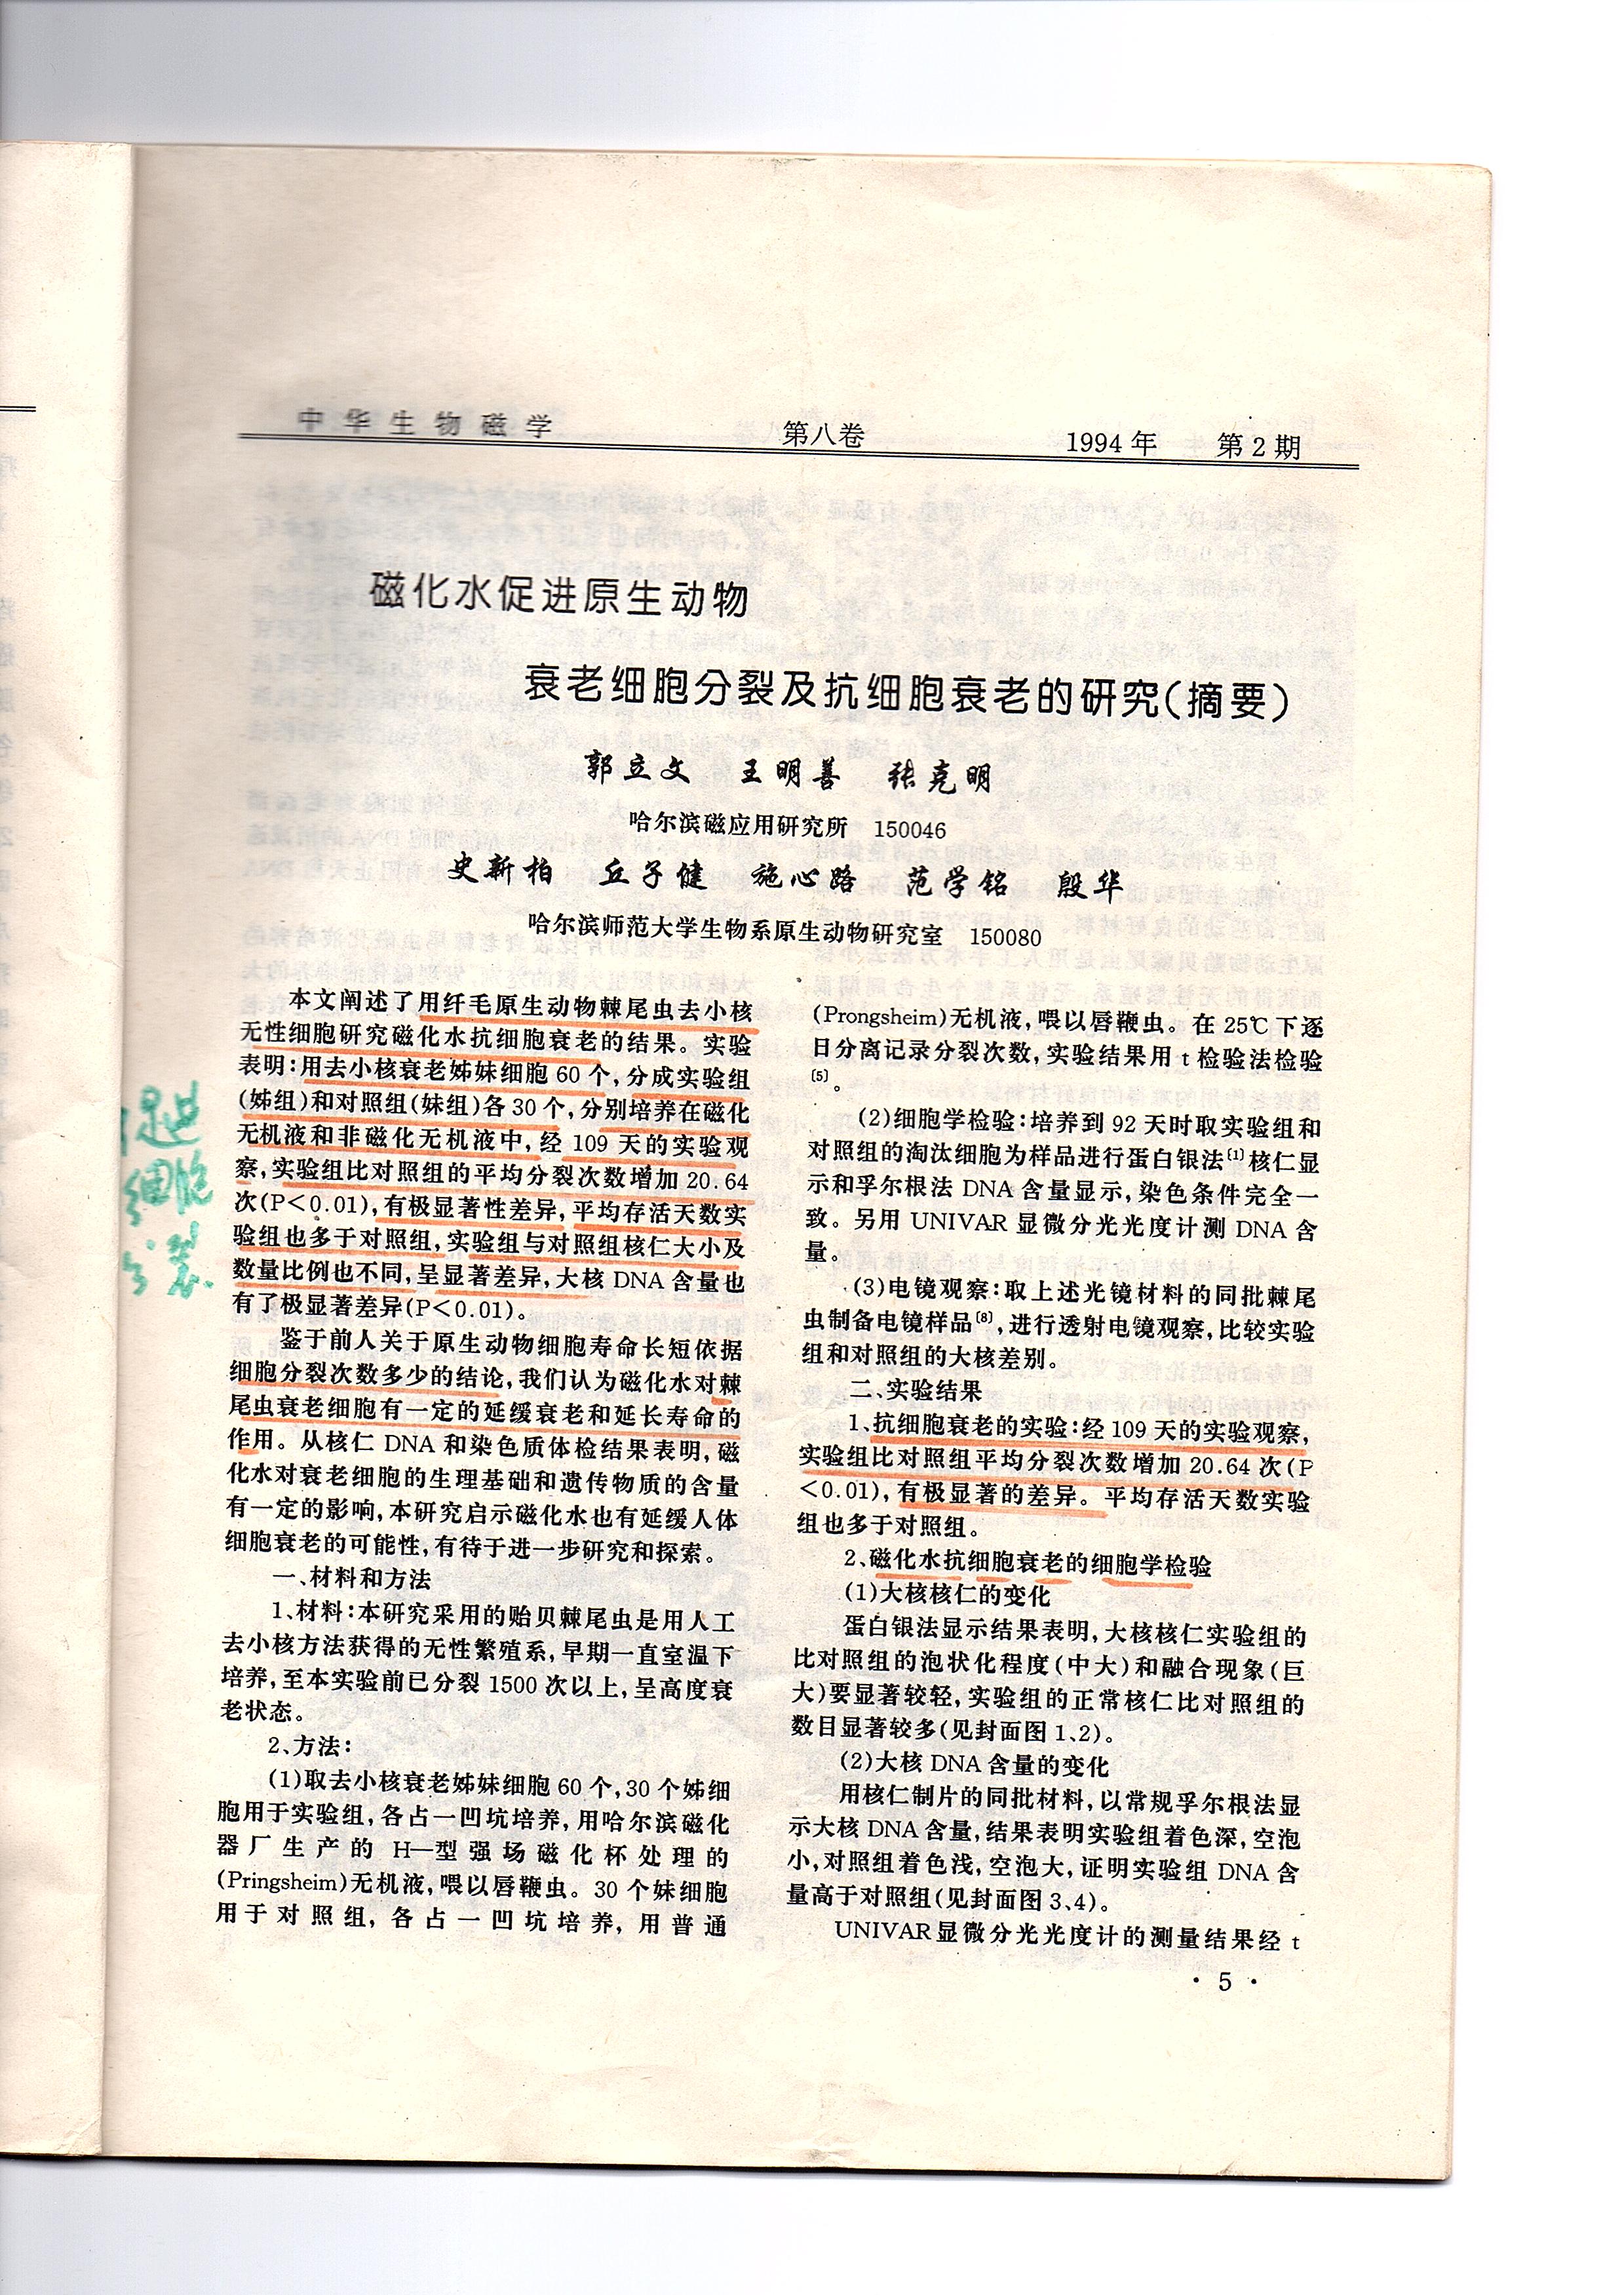 中华生物磁学 第八卷 1994年 第2期
磁化水促进原生动物
衰老细胞分裂及抗细胞衰老的研究(摘要)
郭立文 王明善 张克明
哈尔滨磁应用研究所 150046
史新柏 丘子健 施心路 范学铭 殷华
哈尔滨师范大学生物系原生动物研究室 150080
本文阐述了用纤毛原生动物棘尾虫去小核
无性细胞研究磁化水抗细胞衰老的结果。实验
表明:用去小核衰老姊妹细胞60个,分成实验组
(姊组)和对照组(妹组)各30个,分别培养在磁化
无机液和非磁化无机液中,经109天的实验观
察,实验组比对照组的平均分裂次数增加20.64
次(P<0.01),有极显著性差异,平均存活天数实
验组也多于对照组,实验组与对照组核仁大小及
数量比例也不同,呈显著差异,大核DNA含量也
有了极显著差异(P<0.01)。
鉴于前人关于原生动物细胞寿命长短依据
细胞分裂次数多少的结论,我们认为磁化水对棘
尾虫衰老细胞有一定的延缓衰老和延长寿命的
作用。从核仁DNA和染色质体检结果表明,磁
化水对衰老细胞的生理基础和遗传物质的含量
有一定的影响,本研究启示磁化水也有延缓人体
细胞衰老的可能性,有待于进一步研究和探索。
一、材料和方法
1、材料:本研究采用的贻贝棘尾虫是用人工
去小核方法获得的无性繁殖系,早期一直室温下
培养,至本实验前已分裂1500次以上,呈高度衰
老状态。
2、方法:
(1)取去小核衰老姊妹细胞60个,30个姊细
胞用于实验组,各占一凹坑培养,用哈尔滨磁化
器厂生产的H—型强场磁化杯处理的
(Pringsheim)无机液,喂以唇鞭虫。30个妹细胞
用于对照组,各占一凹坑培养,用普通
(Prongsheim)无机液,喂以唇鞭虫。在25℃下逐
日分离记录分裂次数,实验结果用t检验法检验
〔5〕。
(2)细胞学检验:培养到92天时取实验组和
对照组的淘汰细胞为样品进行蛋白银法〔1〕核仁显
示和孚尔根法DNA含量显示,染色条件完全一
致。另用UNIVAR显微分光光度计测DNA含
量。
(3)电镜观察:取上述光镜材料的同批棘尾
虫制备电镜样品〔8〕,进行透射电镜观察,比较实验
组和对照组的大核差别。
二、实验结果
1、抗细胞衰老的实验:经109天的实验观察,
实验组比对照组平均分裂次数增加20.64次(P
<0.01),有极显著的差异。平均存活天数实验
组也多于对照组。
2、磁化水抗细胞衰老的细胞学检验
(1)大核核仁的变化
蛋白银法显示结果表明,大核核仁实验组的
比对照组的泡状化程度(中大)和融合现象(巨
大)要显著较轻,实验组的正常核仁比对照组的
数目显著较多(见封面图1、2)。
(2)大核DNA含量的变化
用核仁制片的同批材料,以常规孚尔根法显
示大核DNA含量,结果表明实验组着色深,空泡
小,对照组着色浅,空泡大,证明实验组DNA含
量高于对照组(见封面图3、4)。
UNIVAR显微分光光度计的测量结果经t
·5·
促进
细胞
分裂